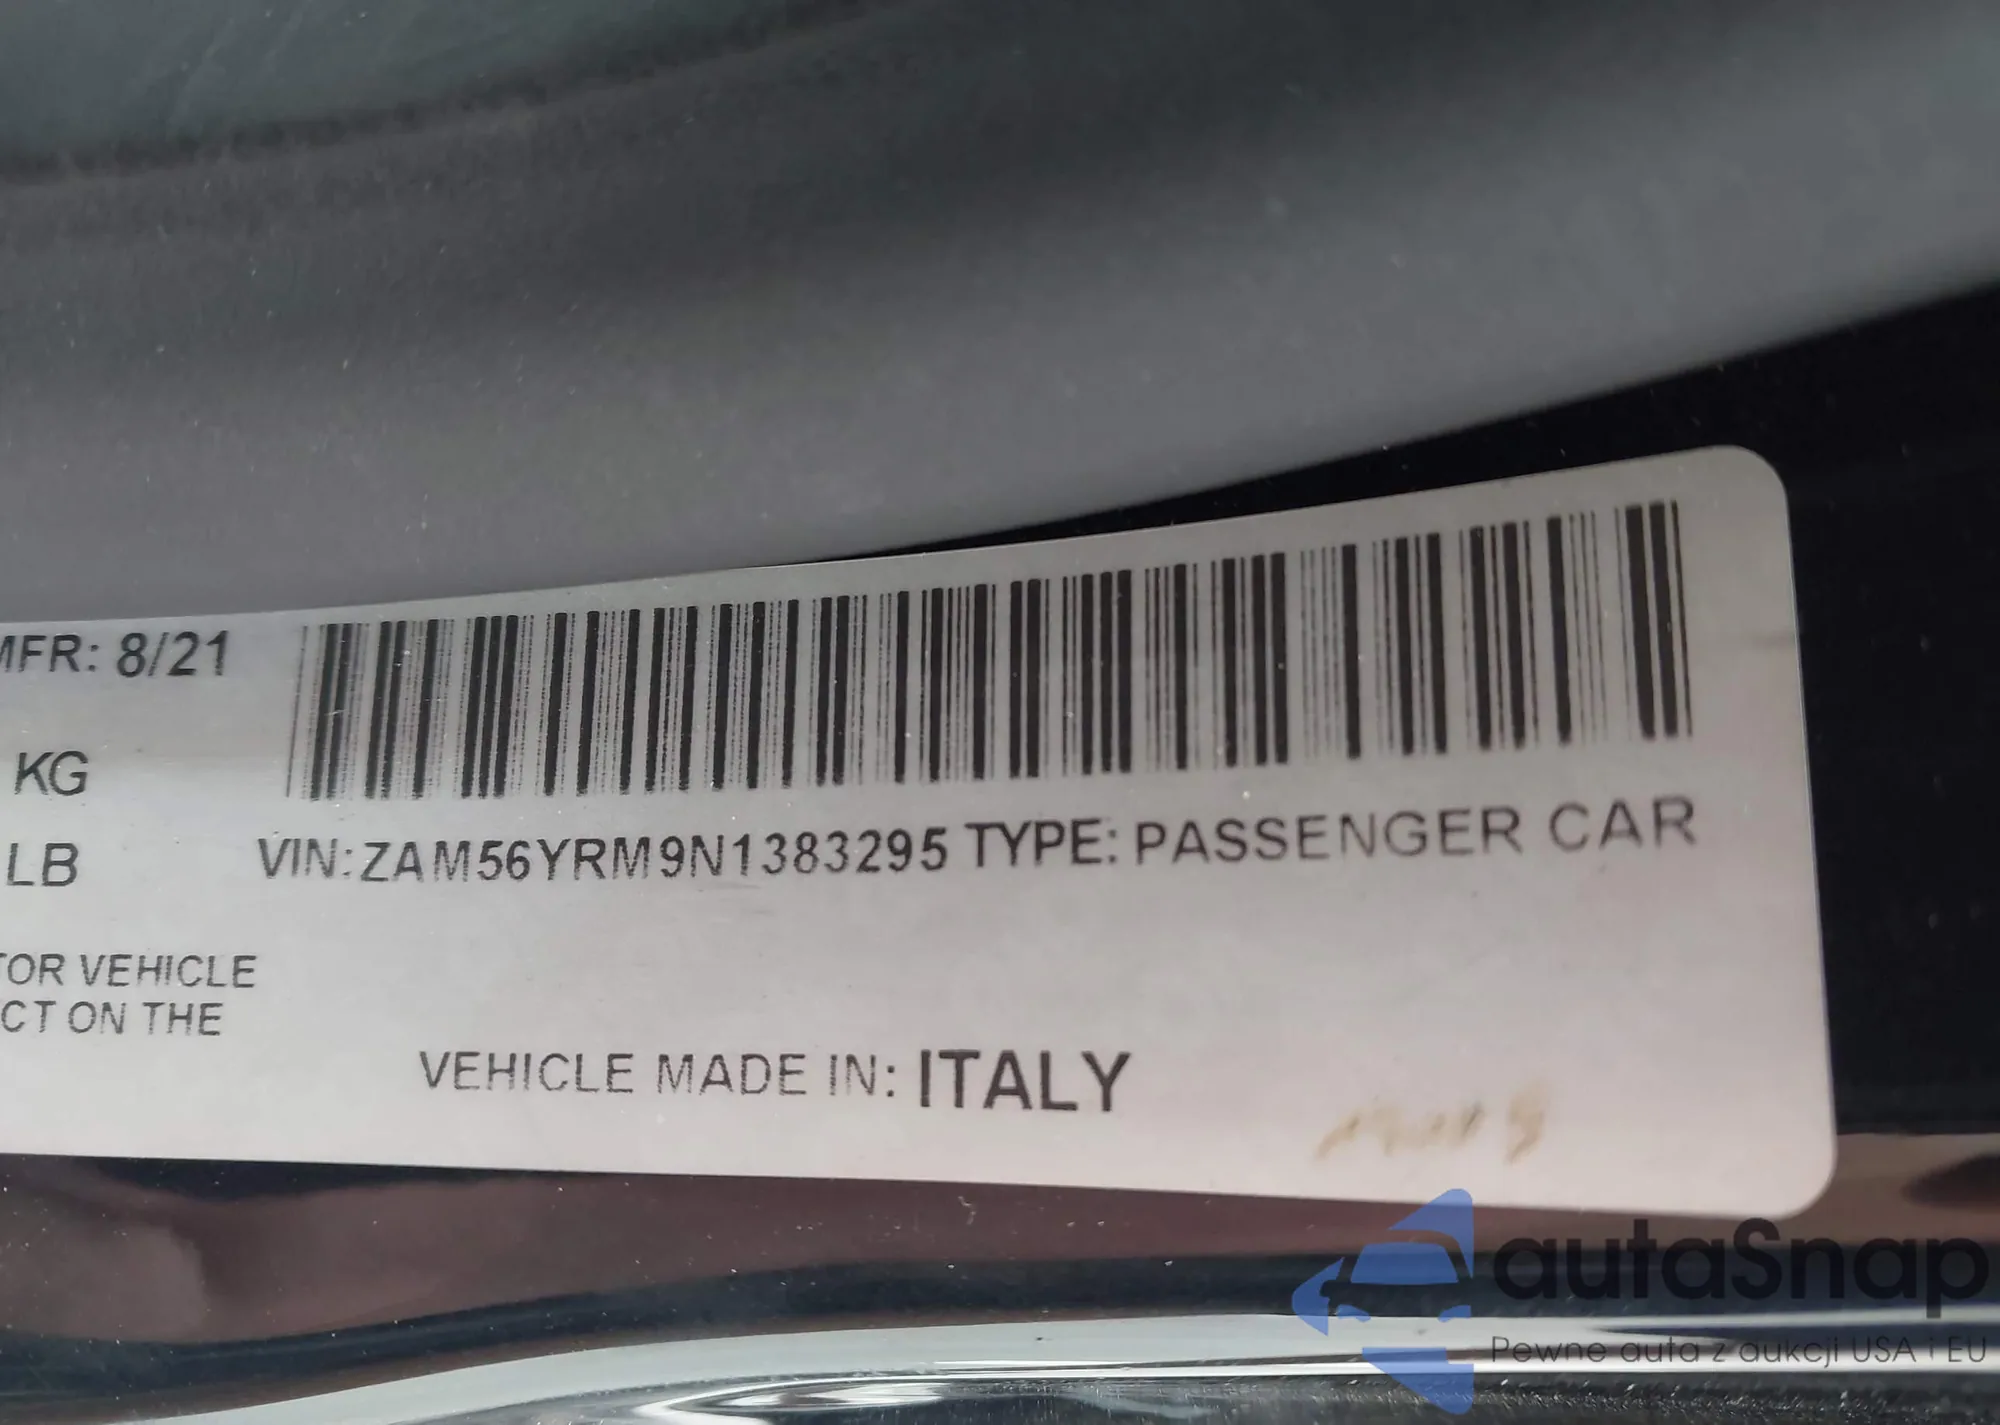 MFR: 8/21
KG
LB
VIN:ZAM56YRM9N1383295 TYPE: PASSENGER CAR
TOR VEHICLE
CT ON THE
VEHICLE MADE IN: ITALY
autaSnap
Pewne auta z aukcji USA i EU